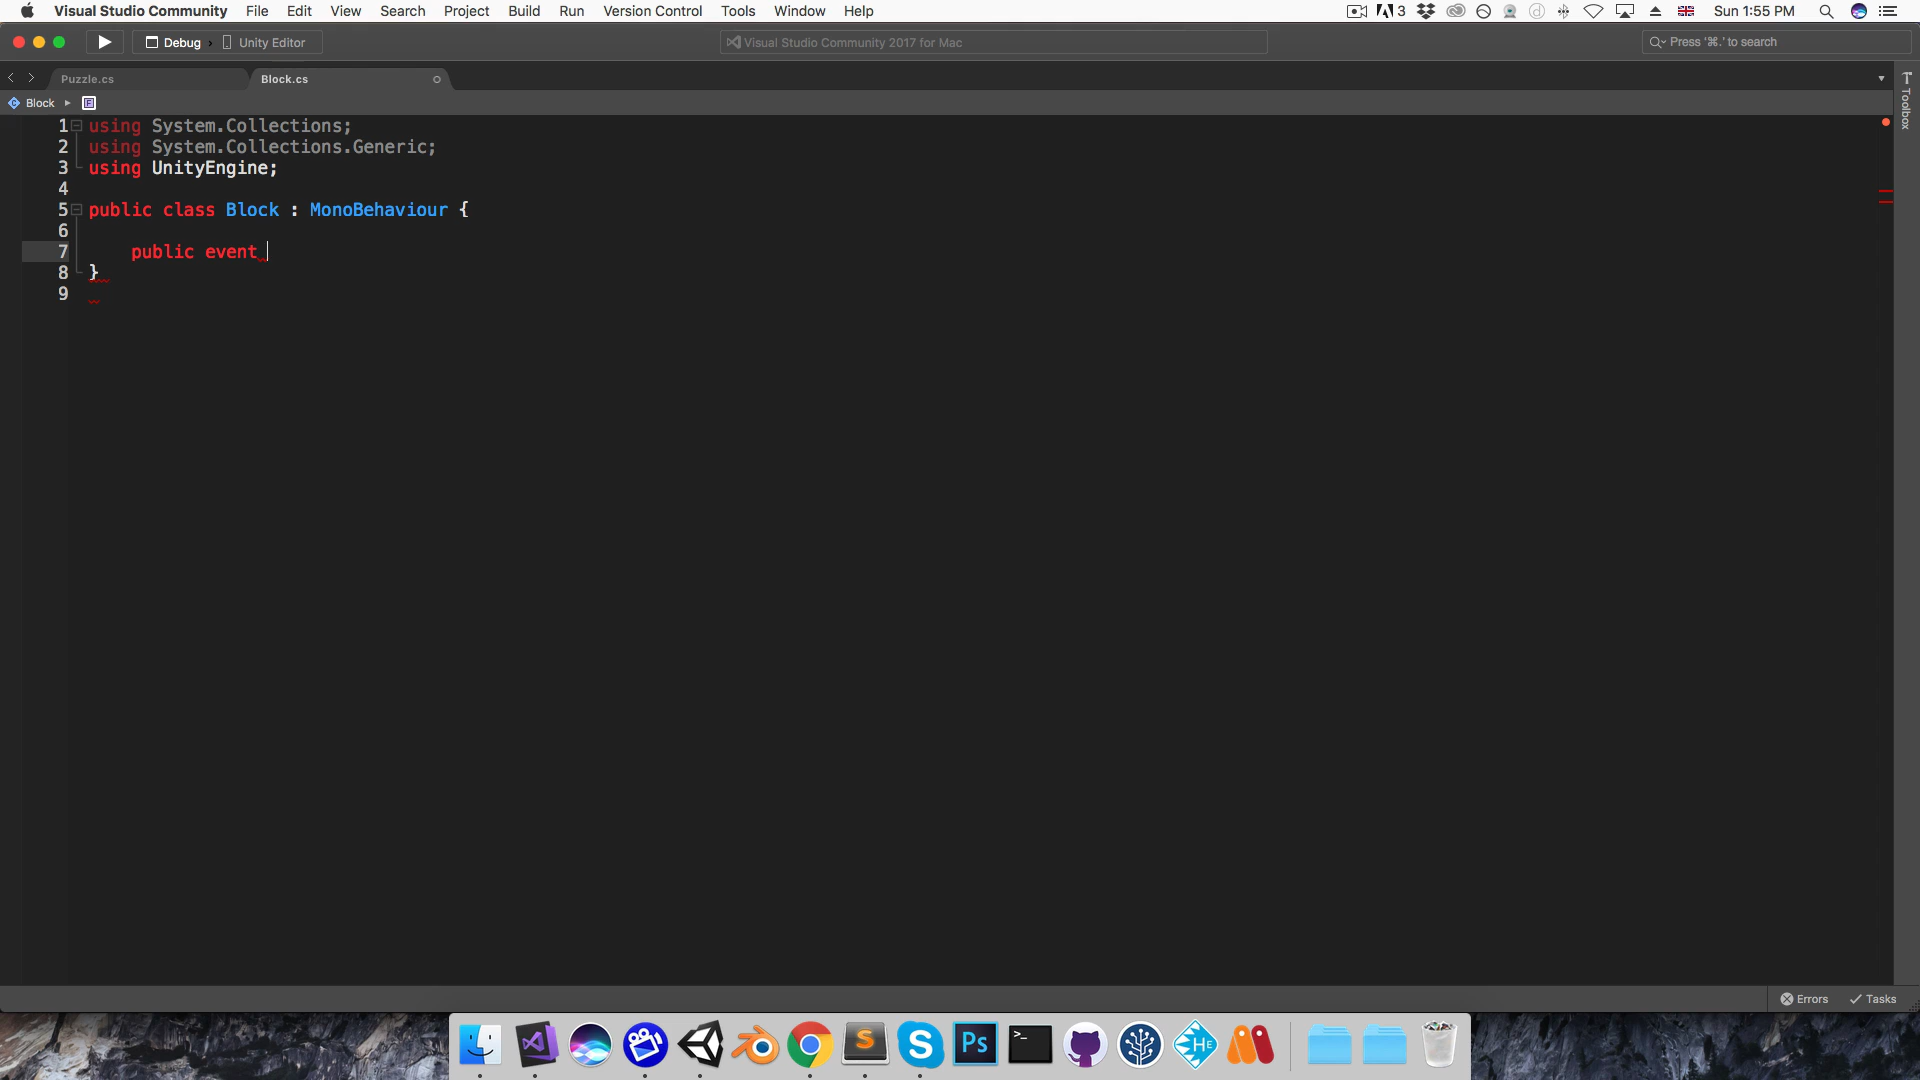 Visual Studio Community File Edit View Search Project Build Run Version Control Tools Window Help 3 Sun 1:55 PM
Debug › Unity Editor Visual Studio Community 2017 for Mac Press '⌘.' to search
Puzzle.cs Block.cs
Block
Toolbox
1 using System.Collections;
2 using System.Collections.Generic;
3 using UnityEngine;
4
5 public class Block : MonoBehaviour {
6
7 public event
8 }
9
Errors Tasks
S S Ps >_ HE